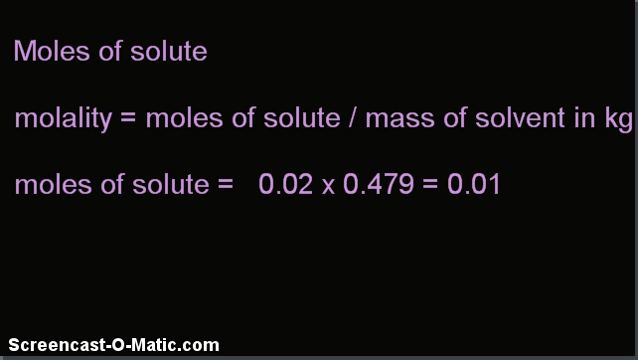 Moles of solute
molality = moles of solute / mass of solvent in kg
moles of solute = 0.02 x 0.479 = 0.01
Screencast-O-Matic.com